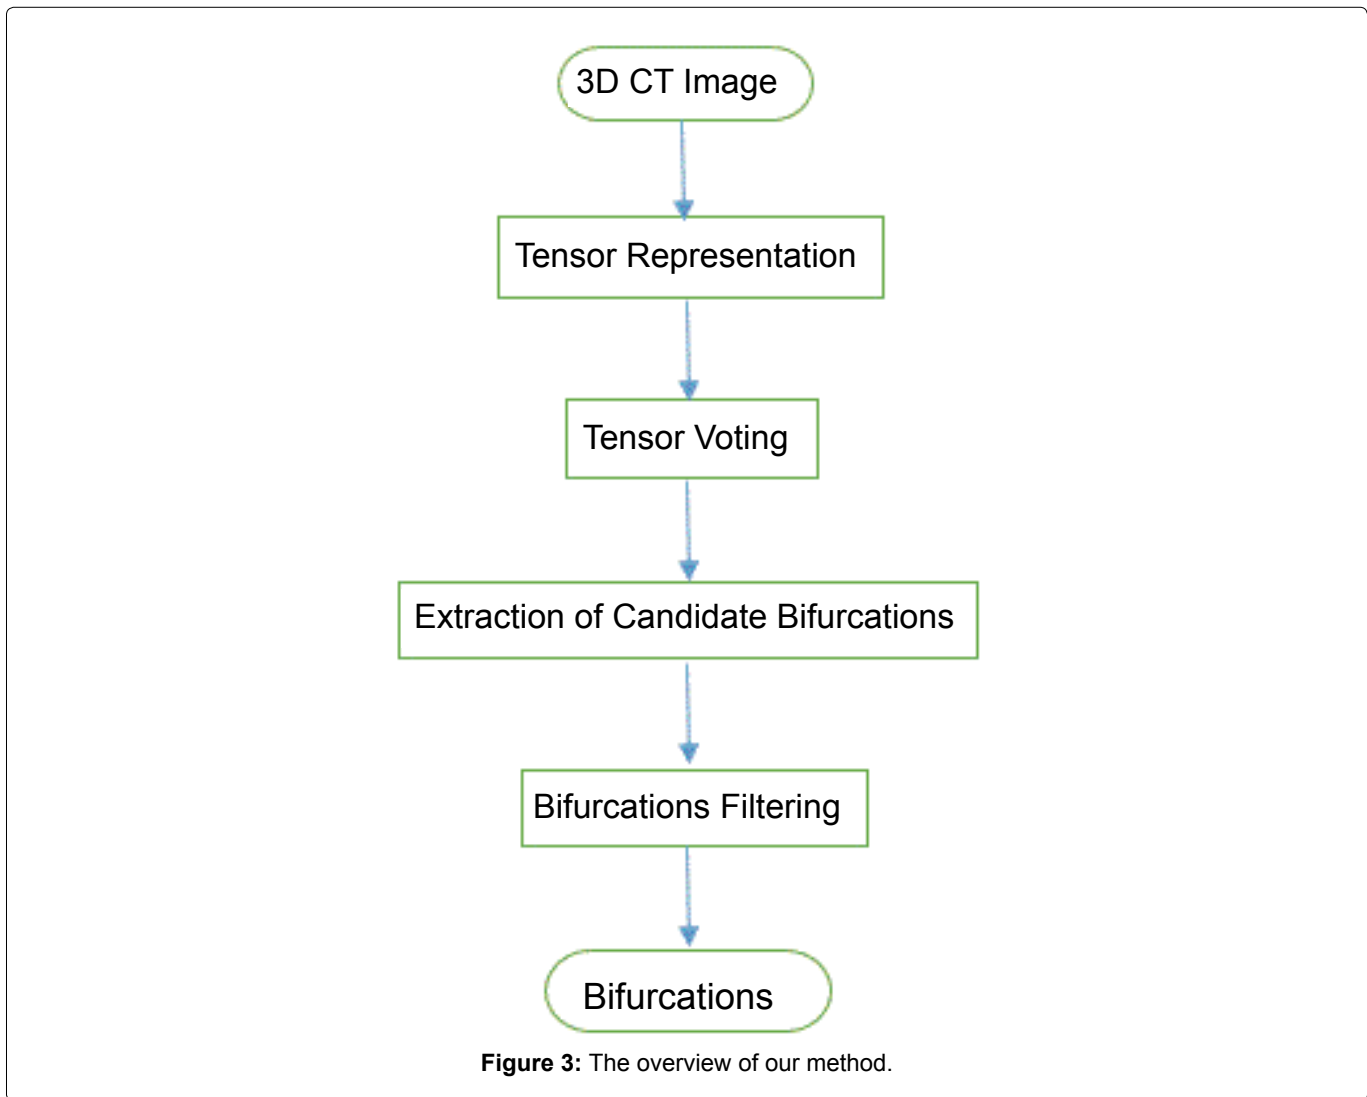 3D CT Image
Tensor Representation
Tensor Voting
Extraction of Candidate Bifurcations
Bifurcations Filtering
Bifurcations
Figure 3: The overview of our method.